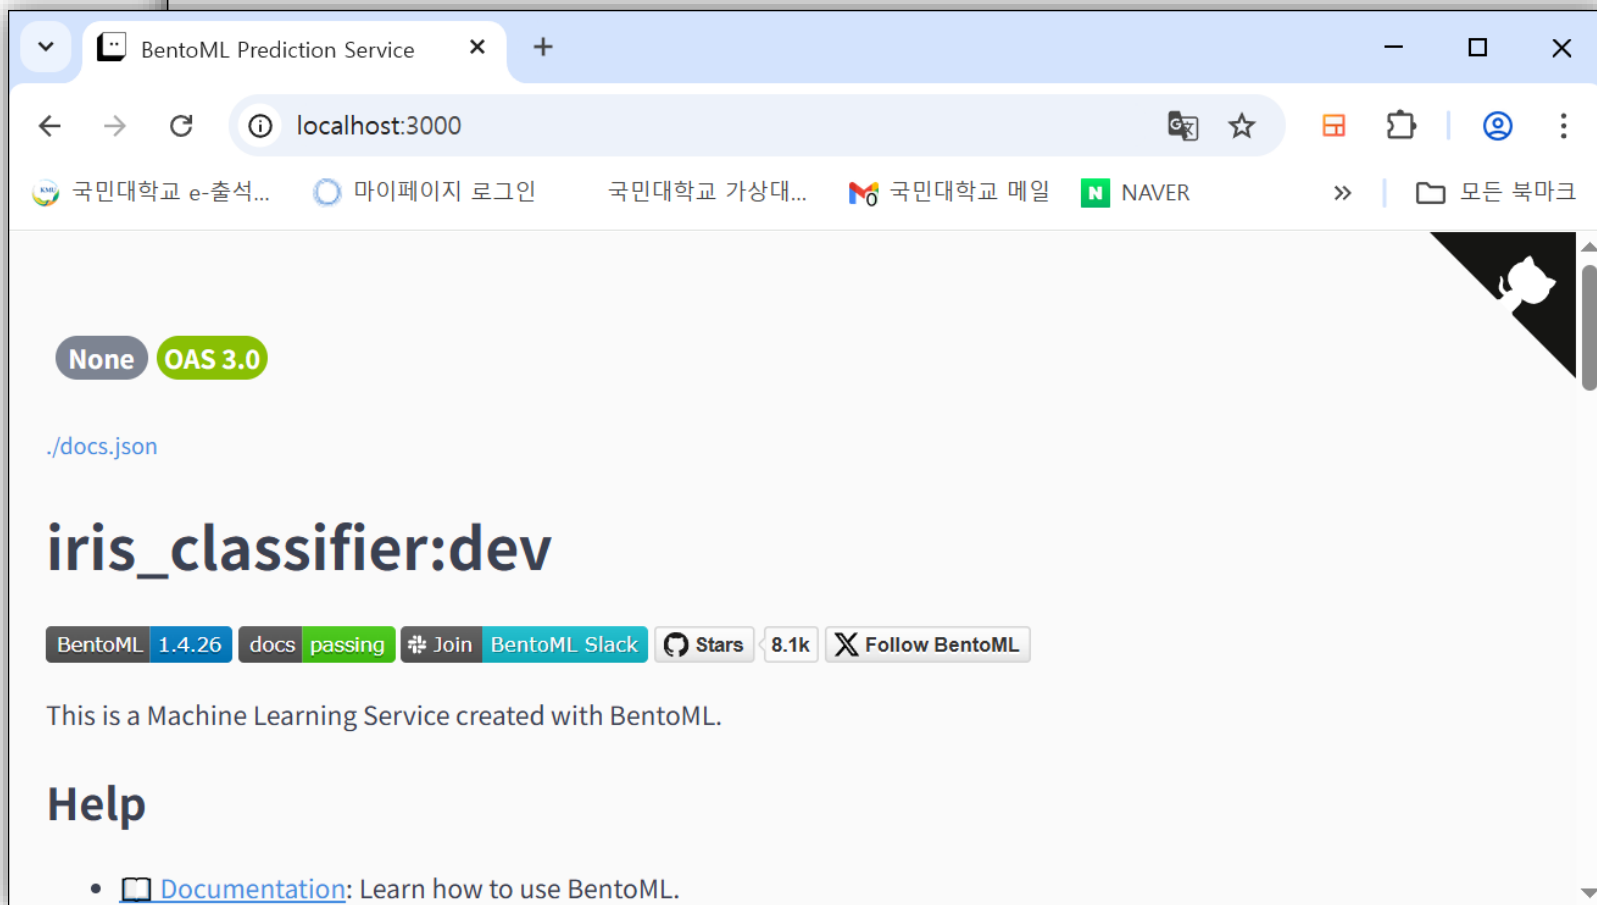 BentoML Prediction Service
localhost:3000
국민대학교 e-출석... 마이페이지 로그인 국민대학교 가상대... 국민대학교 메일 NAVER 모든 북마크
None OAS 3.0
./docs.json
iris_classifier:dev
BentoML 1.4.26 docs passing Join BentoML Slack Stars 8.1k Follow BentoML
This is a Machine Learning Service created with BentoML.
Help
• Documentation: Learn how to use BentoML.